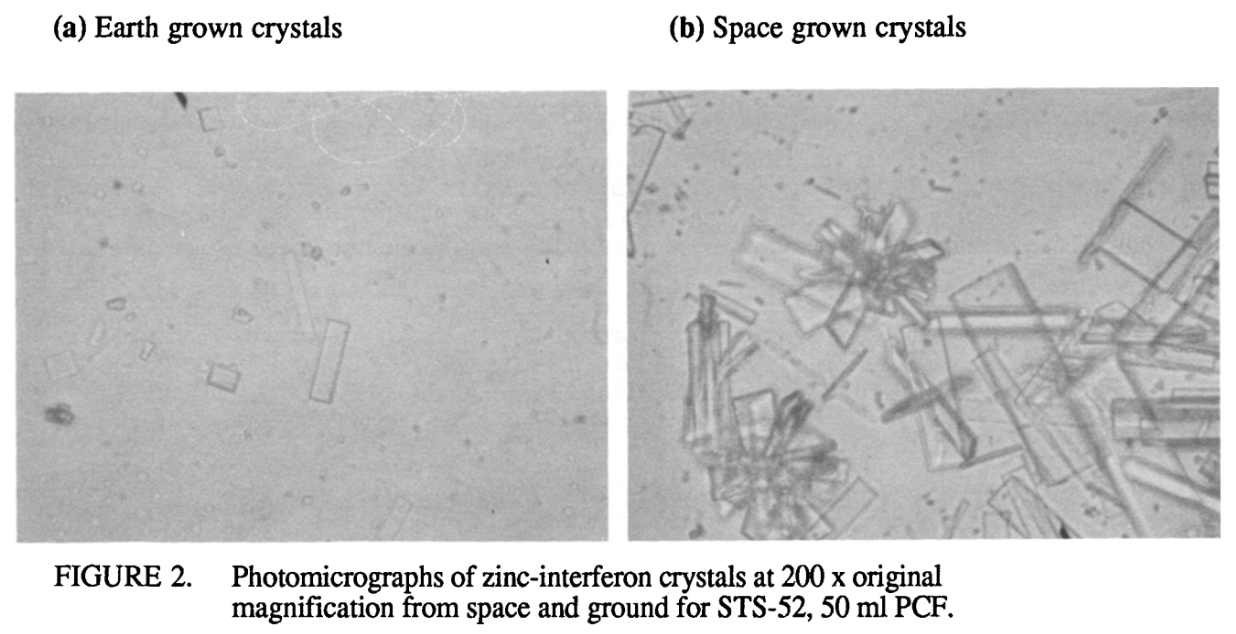 (a) Earth grown crystals
(b) Space grown crystals
FIGURE 2. Photomicrographs of zinc-interferon crystals at 200 x original
magnification from space and ground for STS-52, 50 ml PCF.